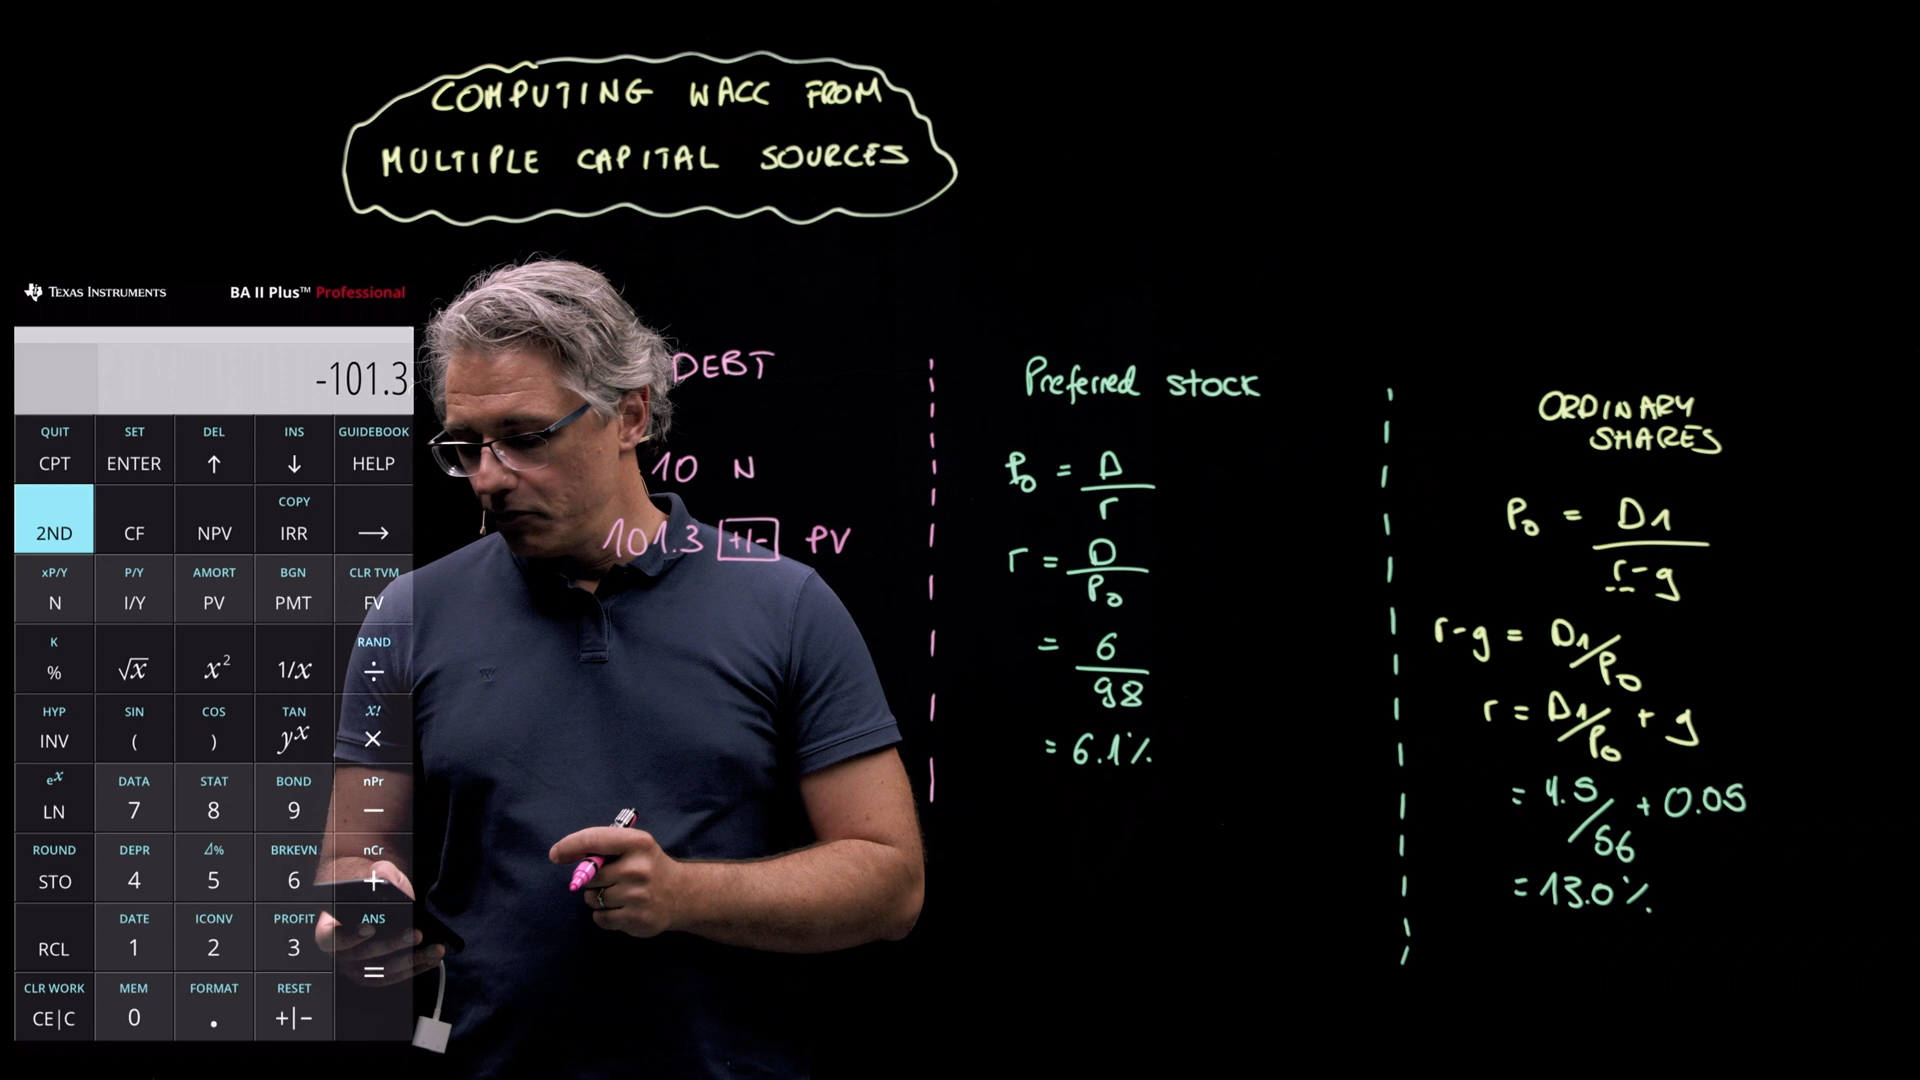 COMPUTING WACC FROM
MULTIPLE CAPITAL SOURCES
TEXAS INSTRUMENTS BA II Plus™ Professional
-101.3
QUIT SET DEL INS GUIDEBOOK
CPT ENTER ↑ ↓ HELP
COPY
2ND CF NPV IRR →
xP/Y P/Y AMORT BGN CLR TVM
N I/Y PV PMT FV
K RAND
% √x x² 1/x ÷
HYP SIN COS TAN x!
INV ( ) yˣ ×
eˣ DATA STAT BOND nPr
LN 7 8 9 −
ROUND DEPR Δ% BRKEVN nCr
STO 4 5 6 +
DATE ICONV PROFIT ANS
RCL 1 2 3 =
CLR WORK MEM FORMAT RESET
CE|C 0 . +|−
DEBT
10 N
101.3 +/- PV
Preferred stock
P₀ = D/r
r = D/P₀
= 6/98
= 6.1%
ORDINARY
SHARES
P₀ = D1/r-g
r-g = D1/P₀
r = D1/P₀ + g
= 4.5/56 + 0.05
= 13.0%